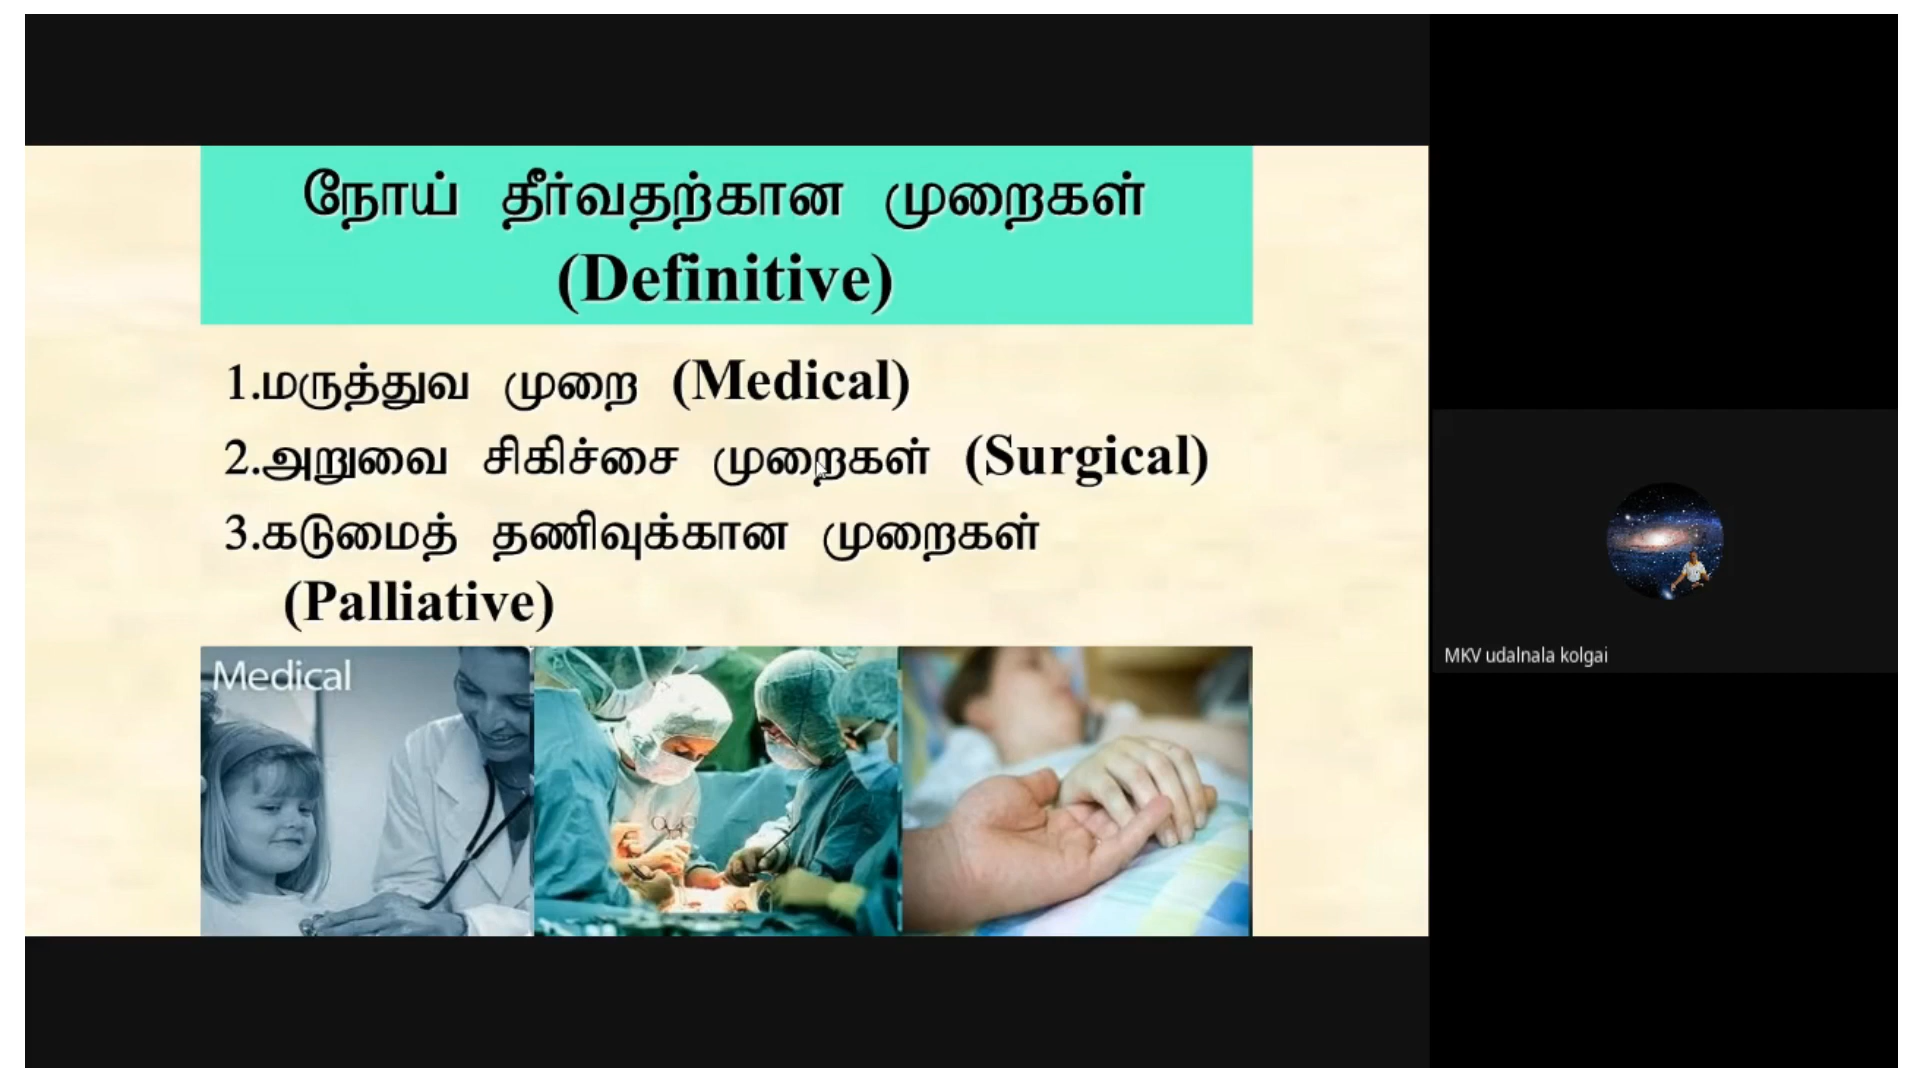 நோய் தீர்வதற்கான முறைகள்
(Definitive)
1.மருத்துவ முறை (Medical)
2.அறுவை சிகிச்சை முறைகள் (Surgical)
3.கடுமைத் தணிவுக்கான முறைகள்
(Palliative)
Medical
MKV udalnala kolgai